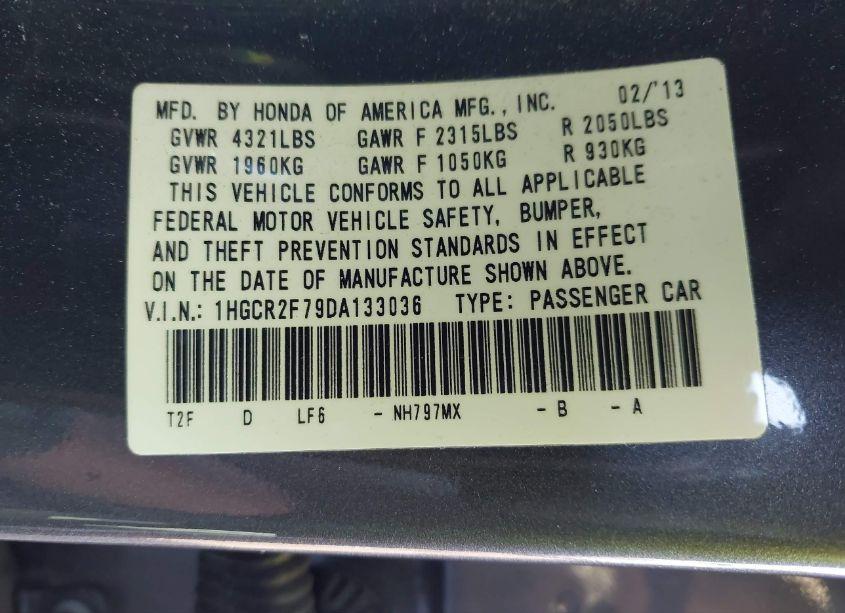 MFD. BY HONDA OF AMERICA MFG., INC. 02/'13
GVWR 4321LBS GAWR F 2315LBS R 2050LBS
GVWR 1960KG GAWR F 1050KG R 930KG
THIS VEHICLE CONFORMS TO ALL APPLICABLE
FEDERAL MOTOR VEHICLE SAFETY, BUMPER,
AND THEFT PREVENTION STANDARDS IN EFFECT
ON THE DATE OF MANUFACTURE SHOWN ABOVE.
V.I.N.: 1HGCR2F79DA133036 TYPE: PASSENGER CAR
T2F D LF6 - NH797MX - B - A